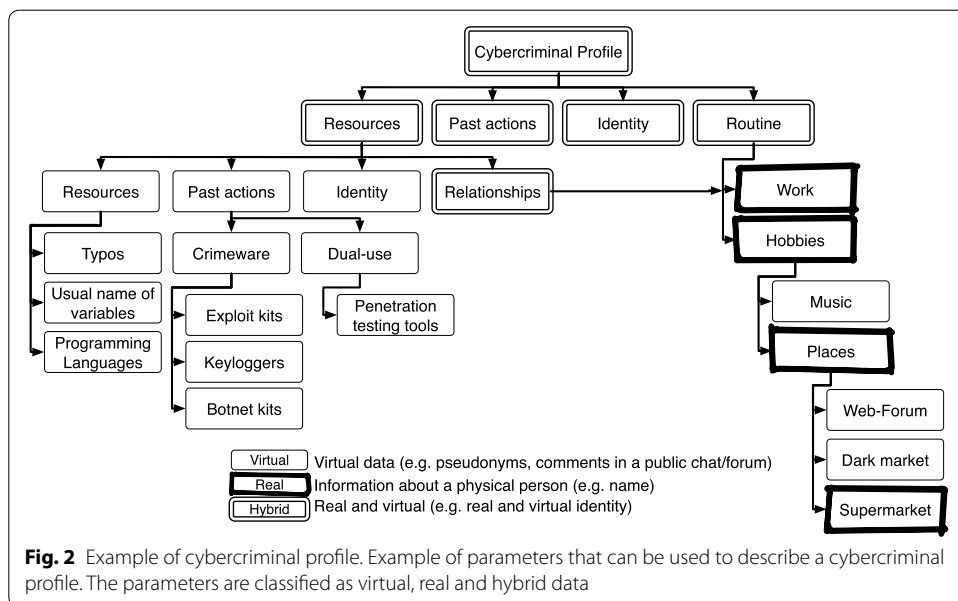 Cybercriminal Profile
Resources
Past actions
Identity
Routine
Resources
Past actions
Identity
Relationships
Work
Hobbies
Typos
Crimeware
Dual-use
Usual name of
variables
Exploit kits
Penetration
testing tools
Music
Programming
Languages
Keyloggers
Places
Botnet kits
Web-Forum
Dark market
Supermarket
Virtual
Virtual data (e.g. pseudonyms, comments in a public chat/forum)
Real
Information about a physical person (e.g. name)
Hybrid
Real and virtual (e.g. real and virtual identity)
Fig. 2 Example of cybercriminal profile. Example of parameters that can be used to describe a cybercriminal
profile. The parameters are classified as virtual, real and hybrid data